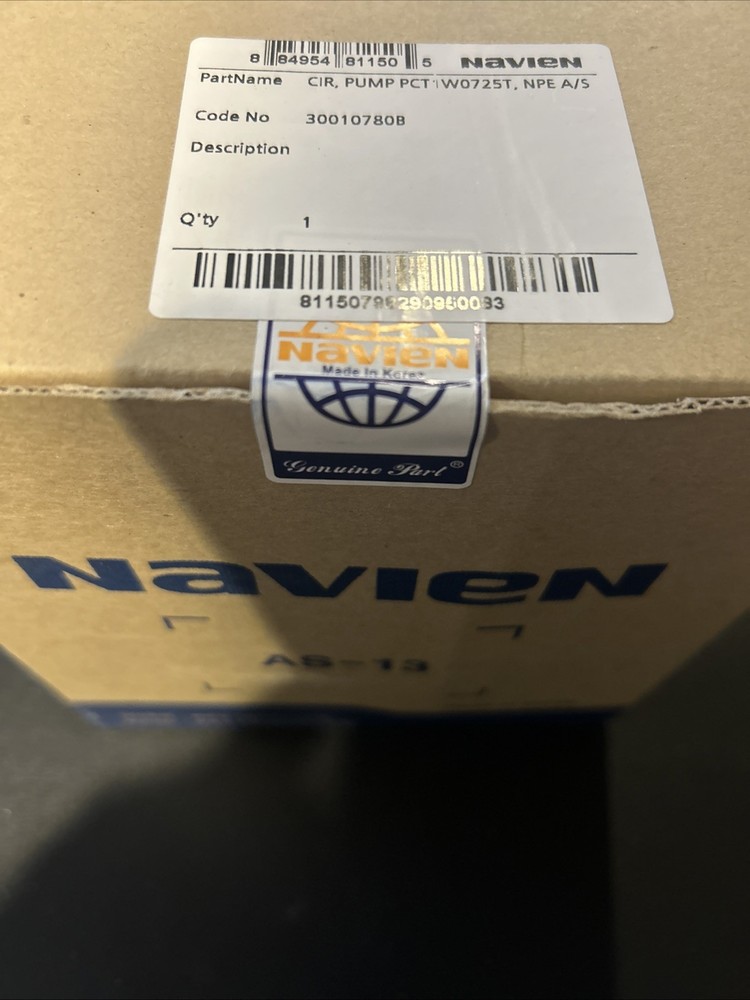 8 84954 81150 5 NAVIEN
PartName CIR, PUMP PCT1W0725T, NPE A/S
Code No 30010780B
Description
Q'ty 1
NAVIEN
Made In Korea
Genuine Part®
NAVIEN
AS-13